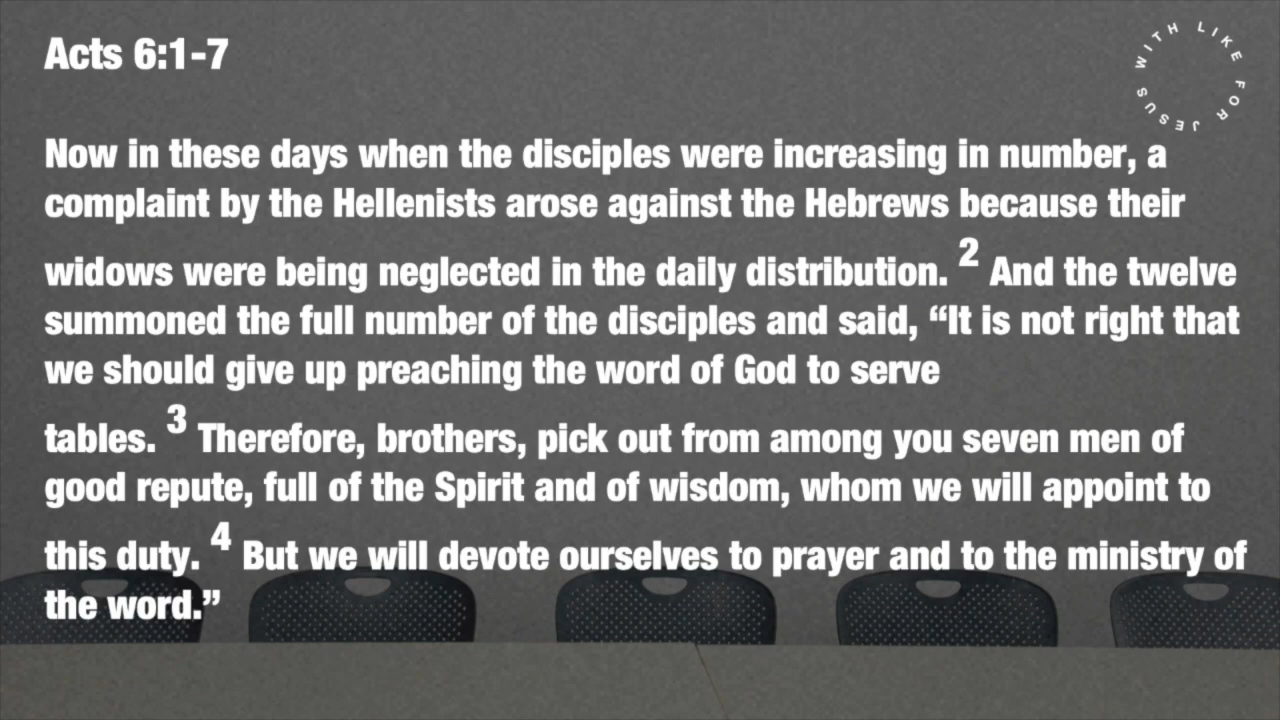 Acts 6:1-7
WITH LIKE FOR JESUS
Now in these days when the disciples were increasing in number, a
complaint by the Hellenists arose against the Hebrews because their
widows were being neglected in the daily distribution. 2 And the twelve
summoned the full number of the disciples and said, “It is not right that
we should give up preaching the word of God to serve
tables. 3 Therefore, brothers, pick out from among you seven men of
good repute, full of the Spirit and of wisdom, whom we will appoint to
this duty. 4 But we will devote ourselves to prayer and to the ministry of
the word.”